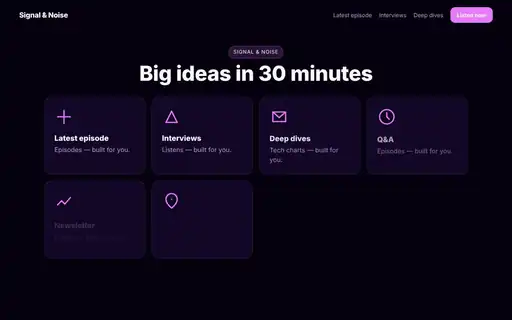 Signal & Noise
Latest episode
Interviews
Deep dives
Listen now
SIGNAL & NOISE
Big ideas in 30 minutes
Latest episode
Episodes — built for you.
Interviews
Listens — built for you.
Deep dives
Tech charts — built for
you.
Q&A
Episodes — built for you.
Newsletter